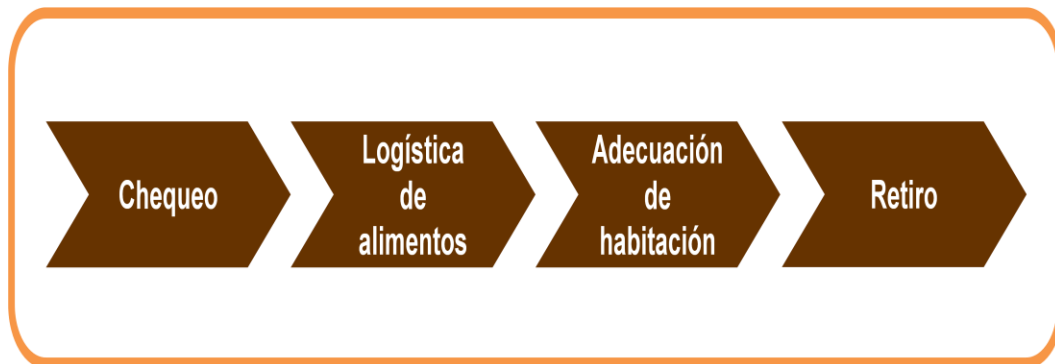 Chequeo
Logística
de
alimentos
Adecuación
de
habitación
Retiro